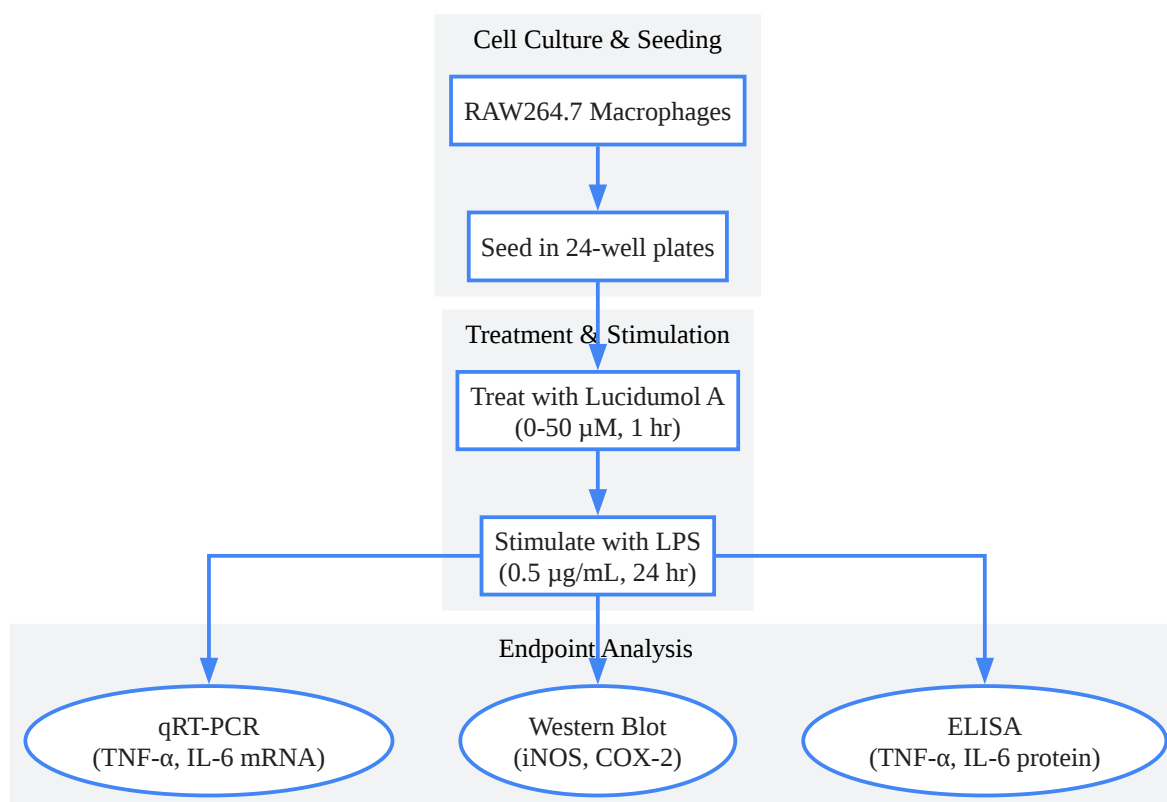 Cell Culture & Seeding
RAW264.7 Macrophages
Seed in 24-well plates
Treatment & Stimulation
Treat with Lucidumol A
(0-50 µM, 1 hr)
Stimulate with LPS
(0.5 µg/mL, 24 hr)
Endpoint Analysis
qRT-PCR
(TNF-α, IL-6 mRNA)
Western Blot
(iNOS, COX-2)
ELISA
(TNF-α, IL-6 protein)